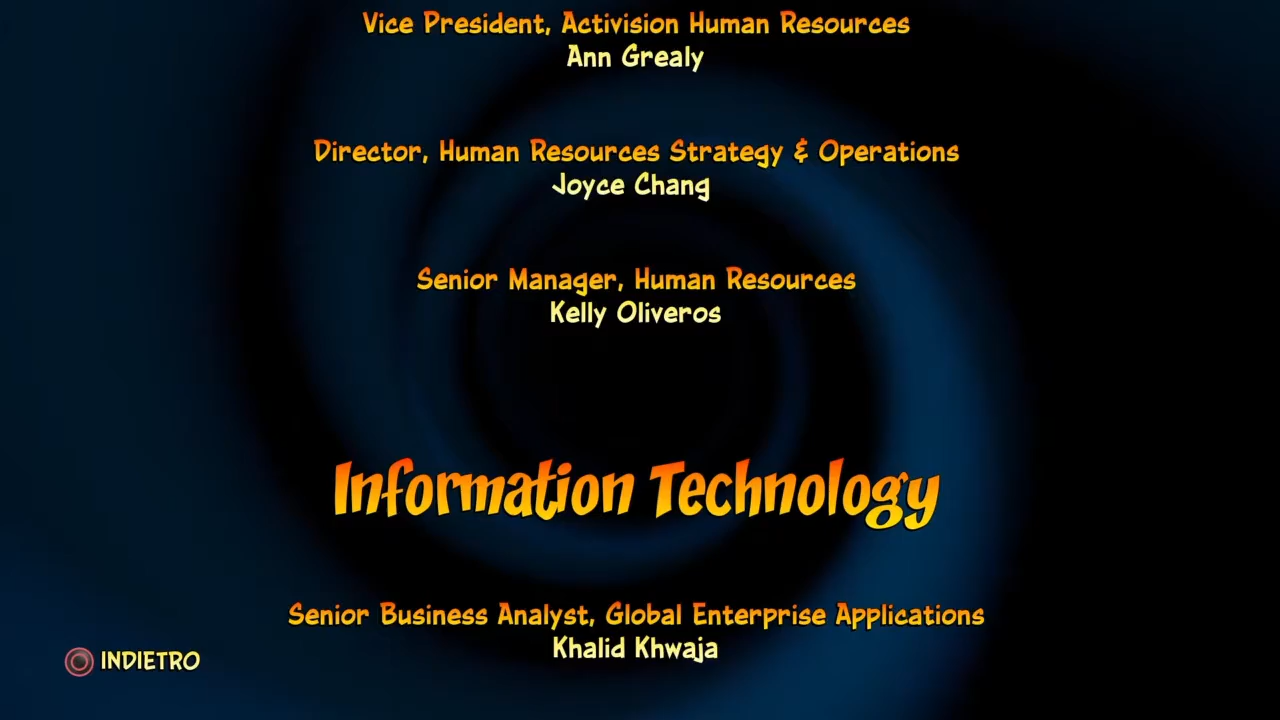 Vice President, Activision Human Resources
Ann Grealy
Director, Human Resources Strategy & Operations
Joyce Chang
Senior Manager, Human Resources
Kelly Oliveros
Information Technology
Senior Business Analyst, Global Enterprise Applications
Khalid Khwaja
INDIETRO